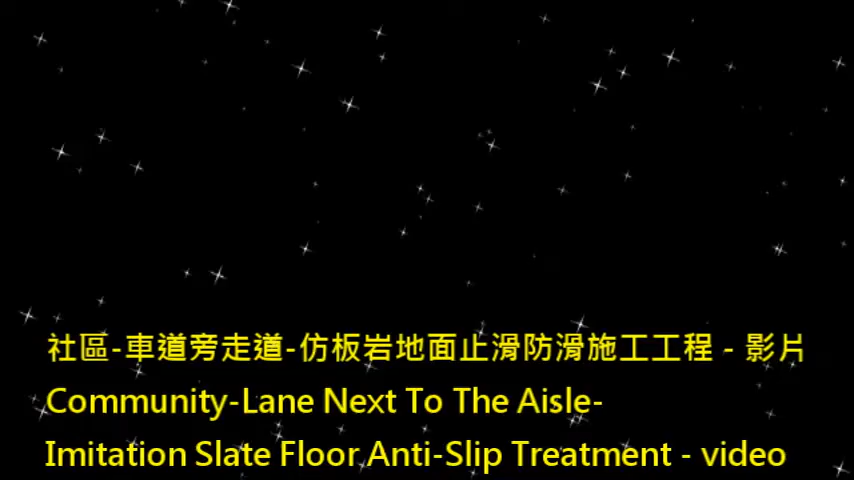 社區-車道旁走道-仿板岩地面止滑防滑施工工程 - 影片
Community-Lane Next To The Aisle-
Imitation Slate Floor Anti-Slip Treatment - video